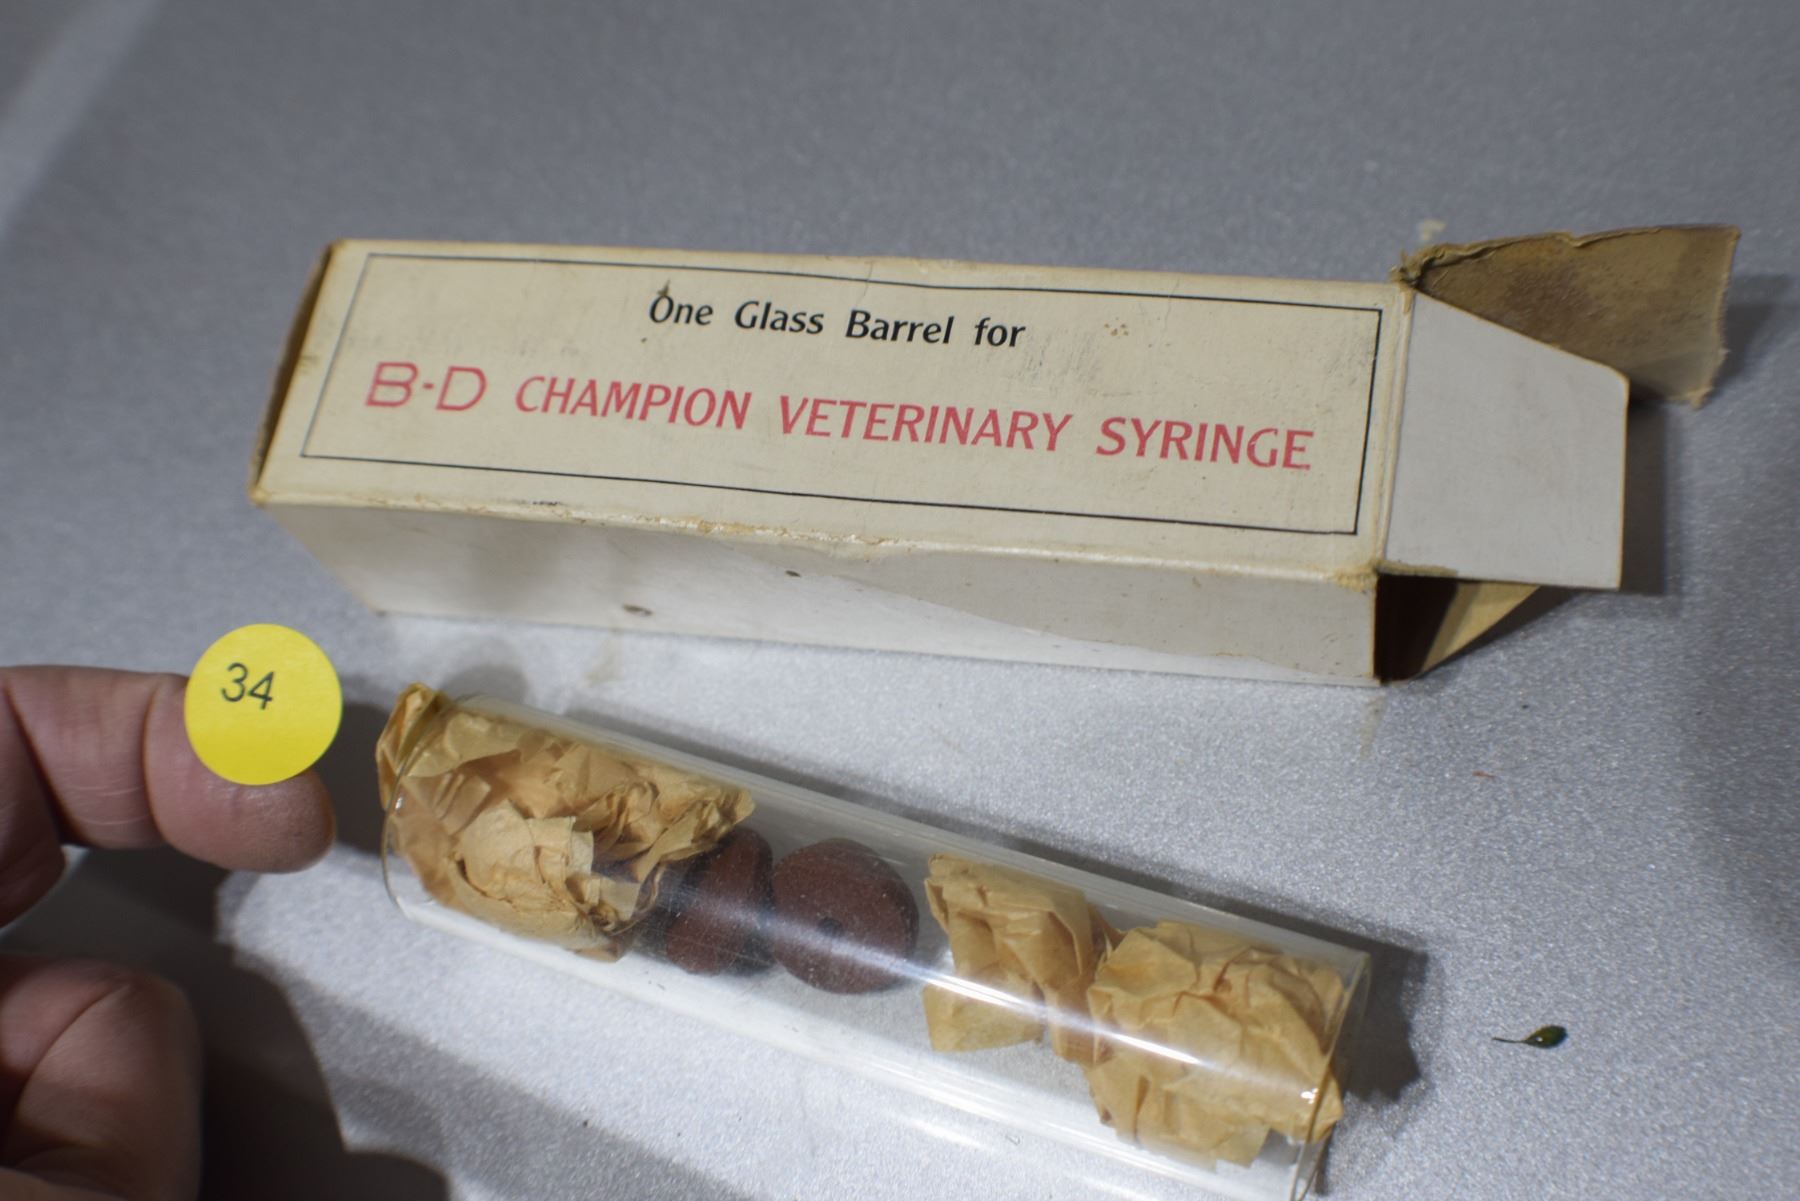 One Glass Barrel for
B-D CHAMPION VETERINARY SYRINGE
34